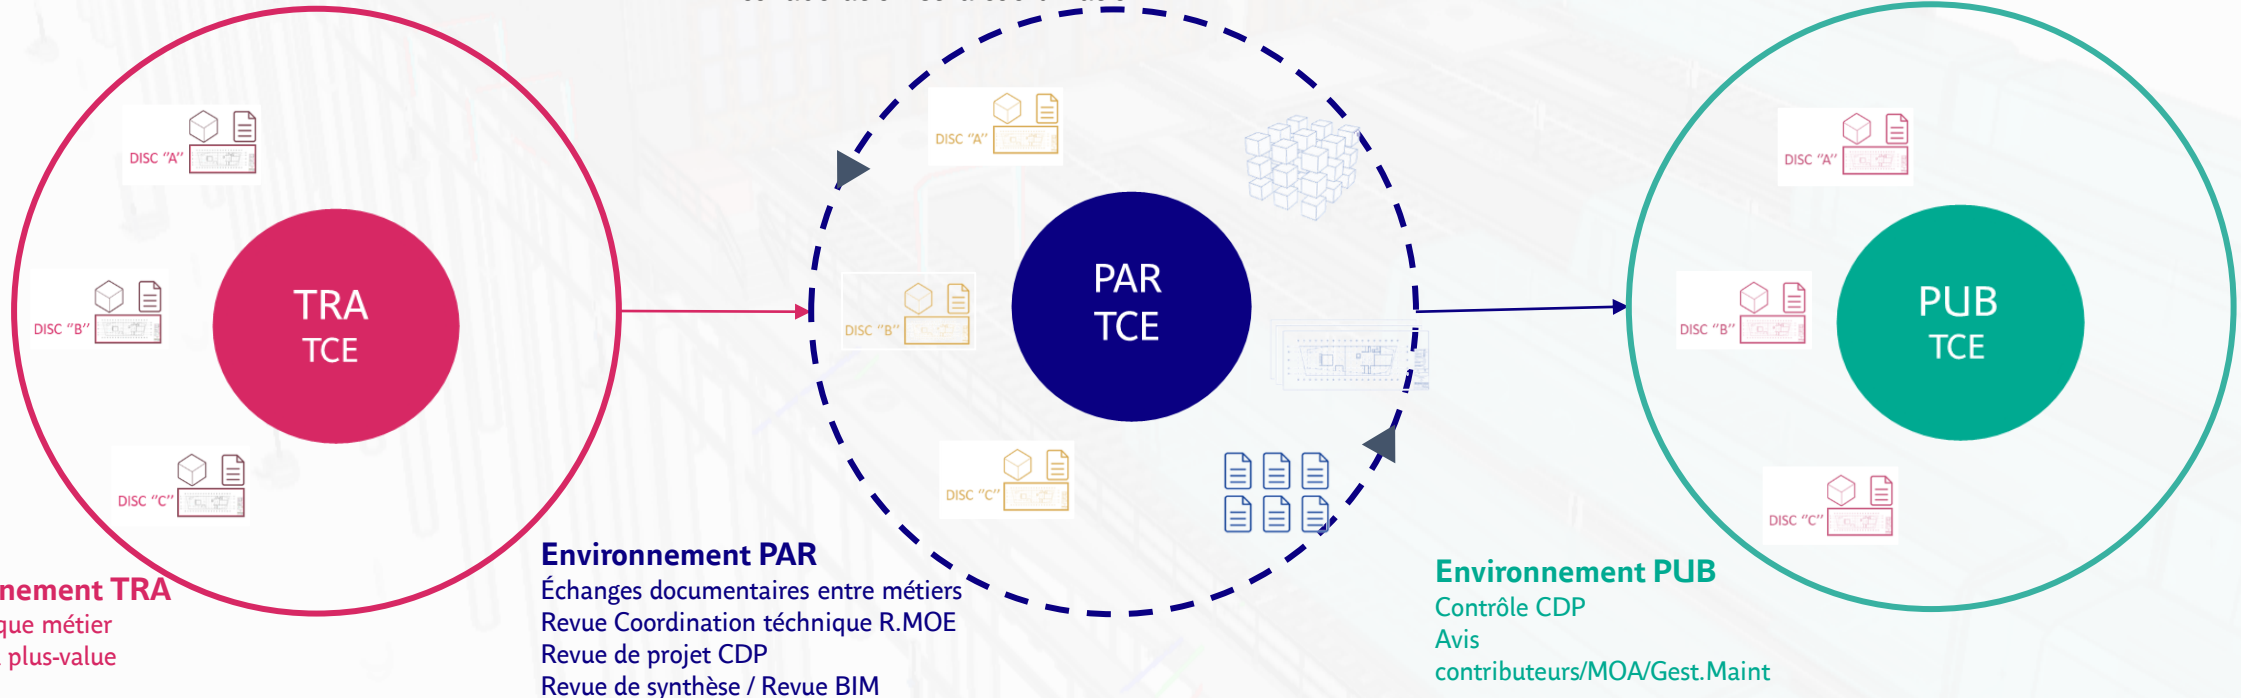 DISC "A"
DISC "B"
TRA
TCE
DISC "C"
nement TRA
que métier
plus-value
DISC "A"
DISC "B"
PAR
TCE
DISC "C"
Environnement PAR
Échanges documentaires entre métiers
Revue Coordination téchnique R.MOE
Revue de projet CDP
Revue de synthèse / Revue BIM
DISC "A"
DISC "B"
PUB
TCE
DISC "C"
Environnement PUB
Contrôle CDP
Avis
contributeurs/MOA/Gest.Maint